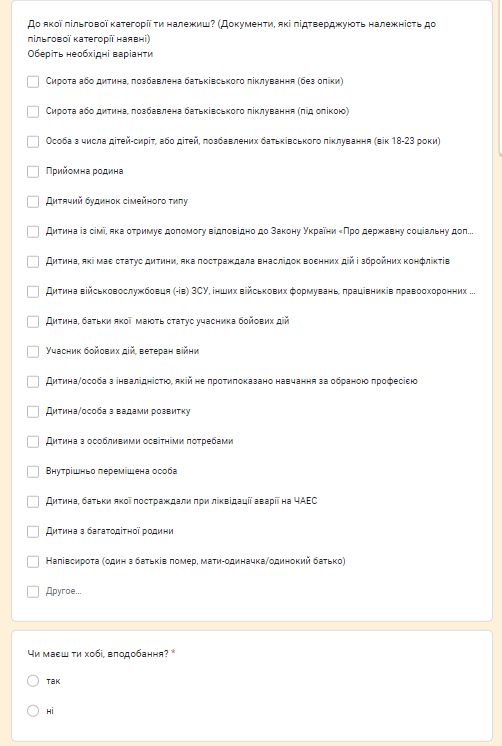 До якої пільгової категорії ти належиш? (Документи, які підтверджують належність до
пільгової категорії наявні)
Оберіть необхідні варіанти
Сирота або дитина, позбавлена батьківського піклування (без опіки)
Сирота або дитина, позбавлена батьківського піклування (під опікою)
Особа з числа дітей-сиріт, або дітей, позбавлених батьківського піклування (вік 18-23 роки)
Прийомна родина
Дитячий будинок сімейного типу
Дитина із сімї, яка отримує допомогу відповідно до Закону України «Про державну соціальну доп...
Дитина, які має статус дитини, яка постраждала внаслідок воєнних дій і збройних конфліктів
Дитина військовослужбовця (-ів) ЗСУ, інших військових формувань, працівників правоохоронних ...
Дитина, батьки якої мають статус учасника бойових дій
Учасник бойових дій, ветеран війни
Дитина/особа з інвалідністю, якій не протипоказано навчання за обраною професією
Дитина/особа з вадами розвитку
Дитина з особливими освітніми потребами
Внутрішньо переміщена особа
Дитина, батьки якої постраждали при ліквідації аварії на ЧАЕС
Дитина з багатодітної родини
Напівсирота (один з батьків помер, мати-одиначка/одинокий батько)
Другое...
Чи маєш ти хобі, вподобання? *
так
ні